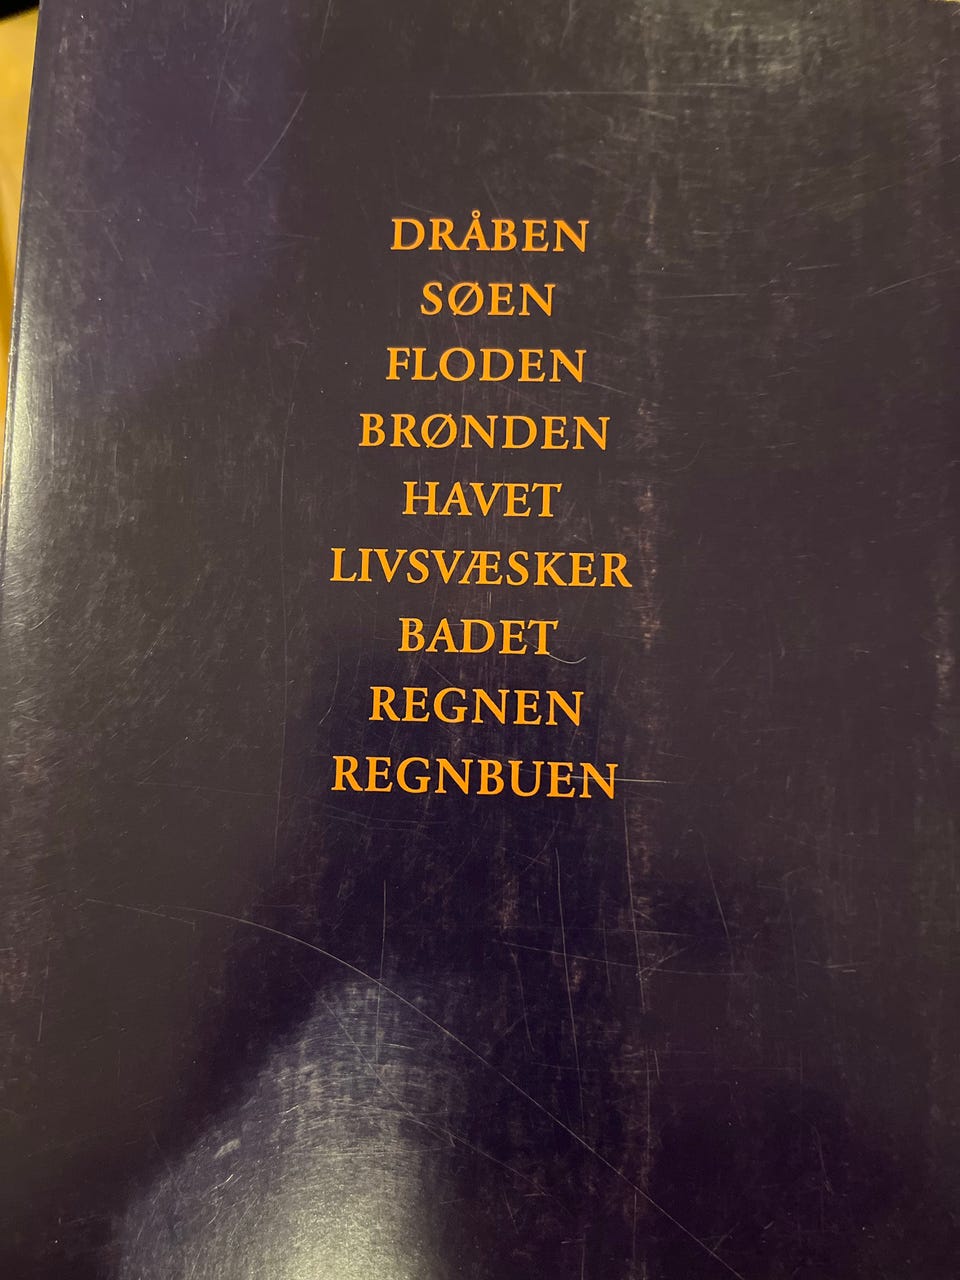 DRÅBEN
SØEN
FLODEN
BRØNDEN
HAVET
LIVSVÆSKER
BADET
REGNEN
REGNBUEN